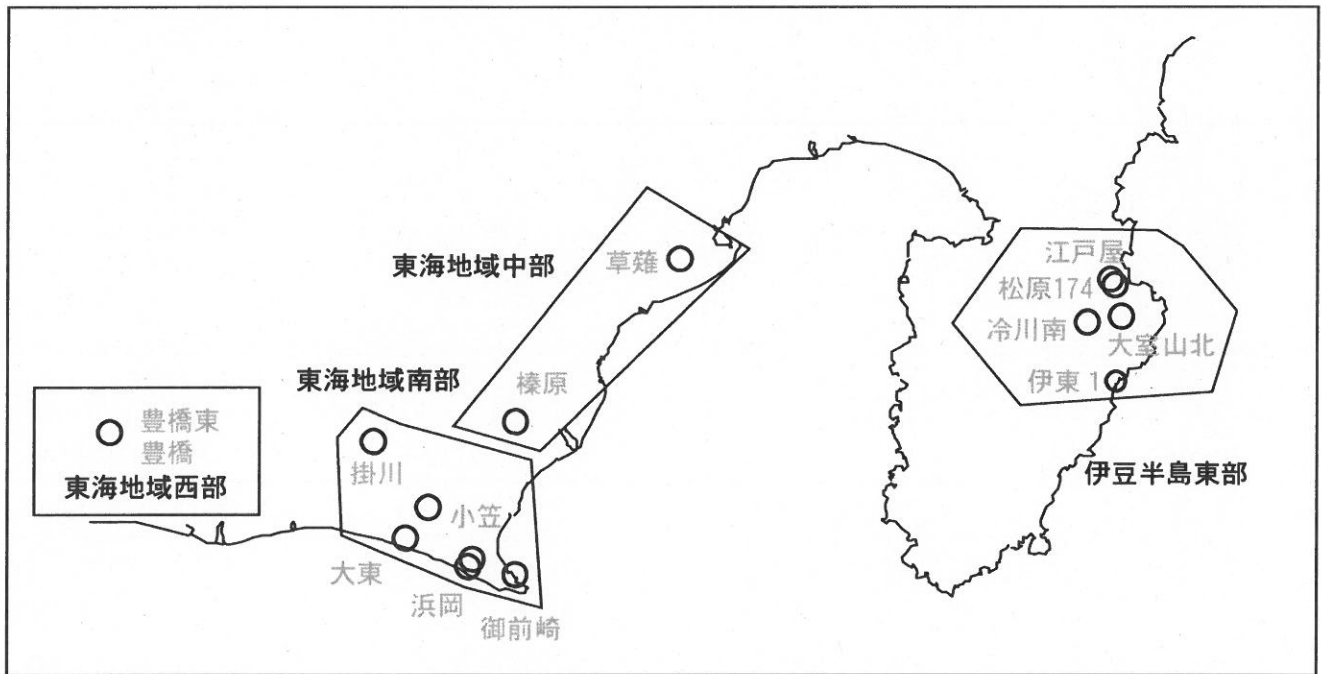 東海地域中部
草薙
榛原
東海地域南部
掛川
小笠
大東
浜岡
御前崎
豊橋東
豊橋
東海地域西部
江戸屋
松原174
冷川南
大室山北
伊東1
伊豆半島東部